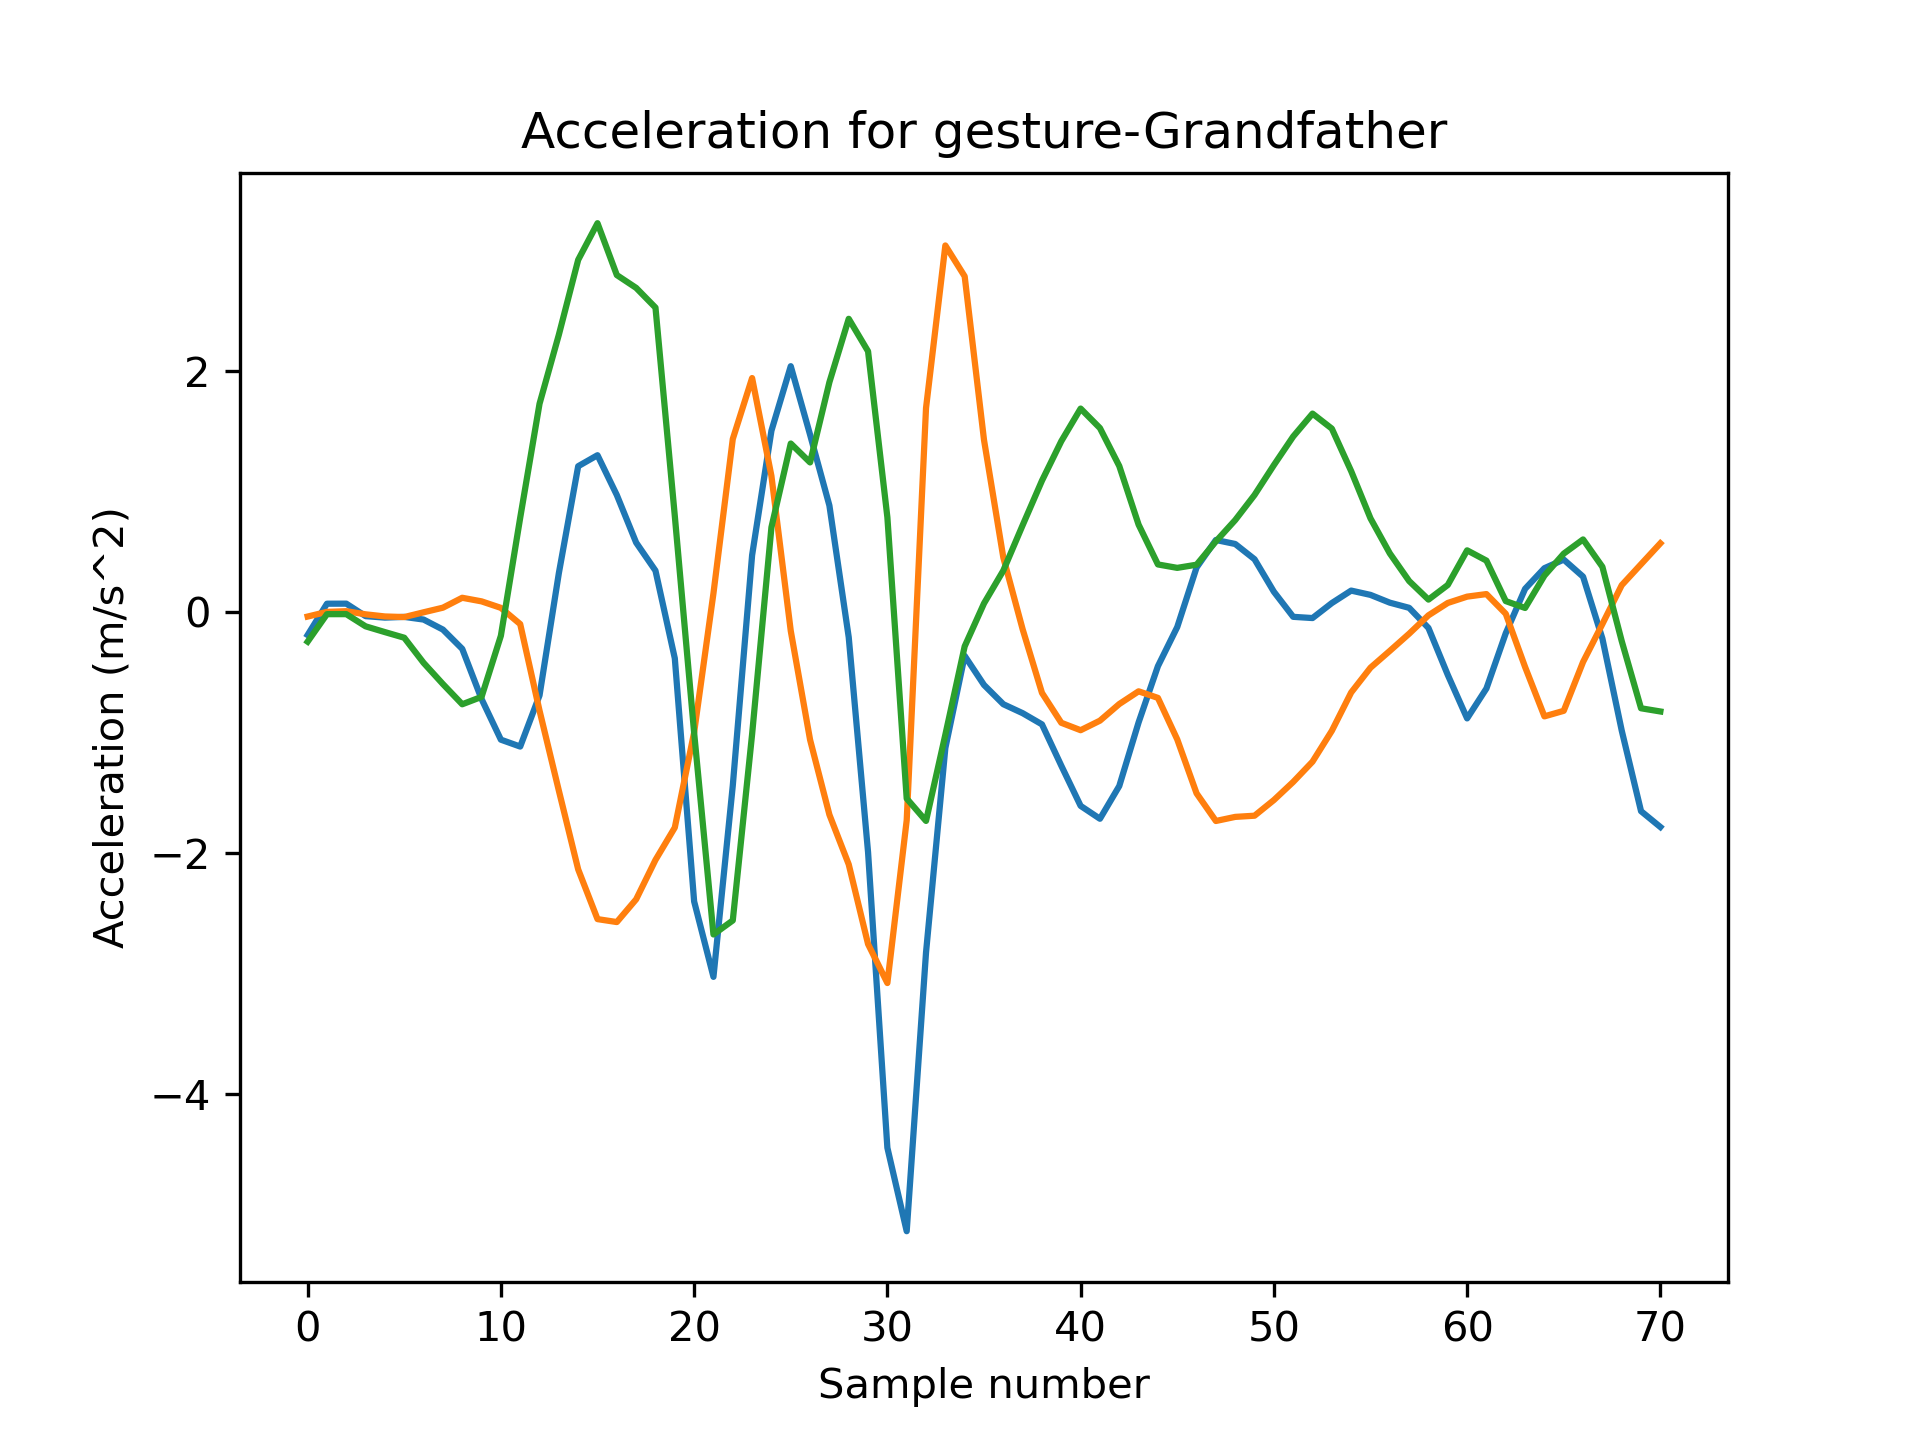 Acceleration for gesture-Grandfather
Acceleration (m/s^2)
2
0
−2
−4
0 10 20 30 40 50 60 70
Sample number